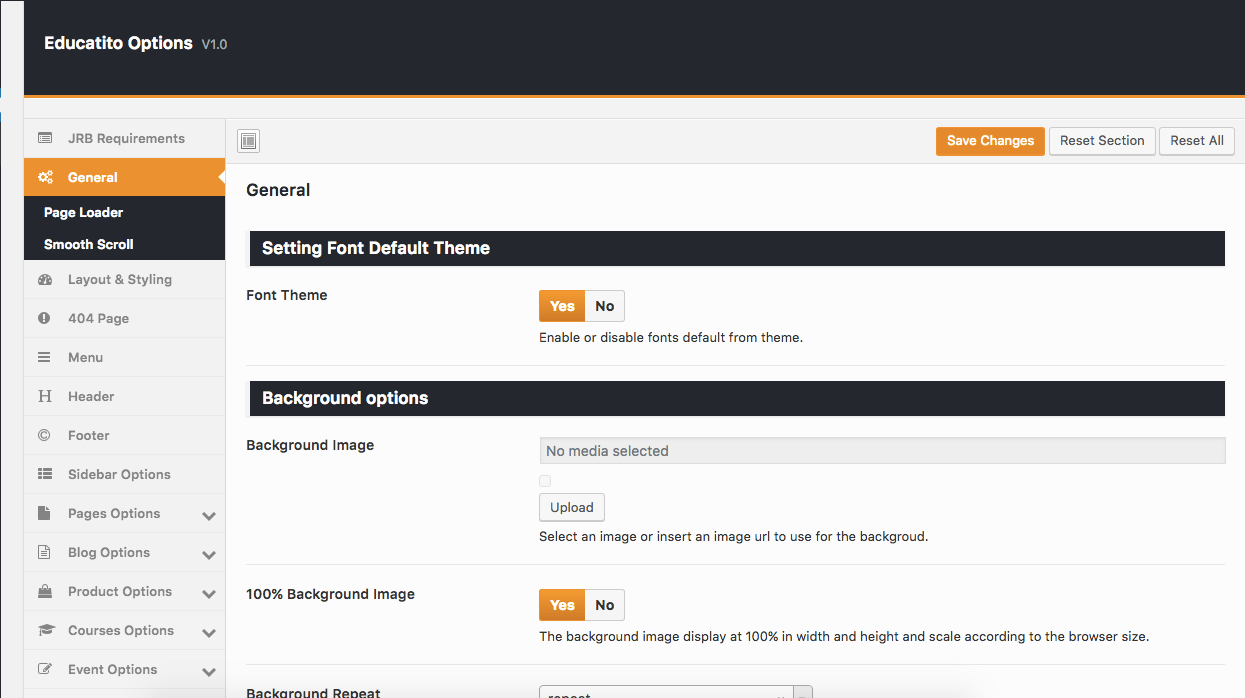 Educatito Options V1.0
JRB Requirements
General
Page Loader
Smooth Scroll
Layout & Styling
404 Page
Menu
Header
Footer
Sidebar Options
Pages Options
Blog Options
Product Options
Courses Options
Event Options
Save Changes Reset Section Reset All
General
Setting Font Default Theme
Font Theme
Yes No
Enable or disable fonts default from theme.
Background options
Background Image
No media selected
Upload
Select an image or insert an image url to use for the backgroud.
100% Background Image
Yes No
The background image display at 100% in width and height and scale according to the browser size.
Background Repeat
repeat